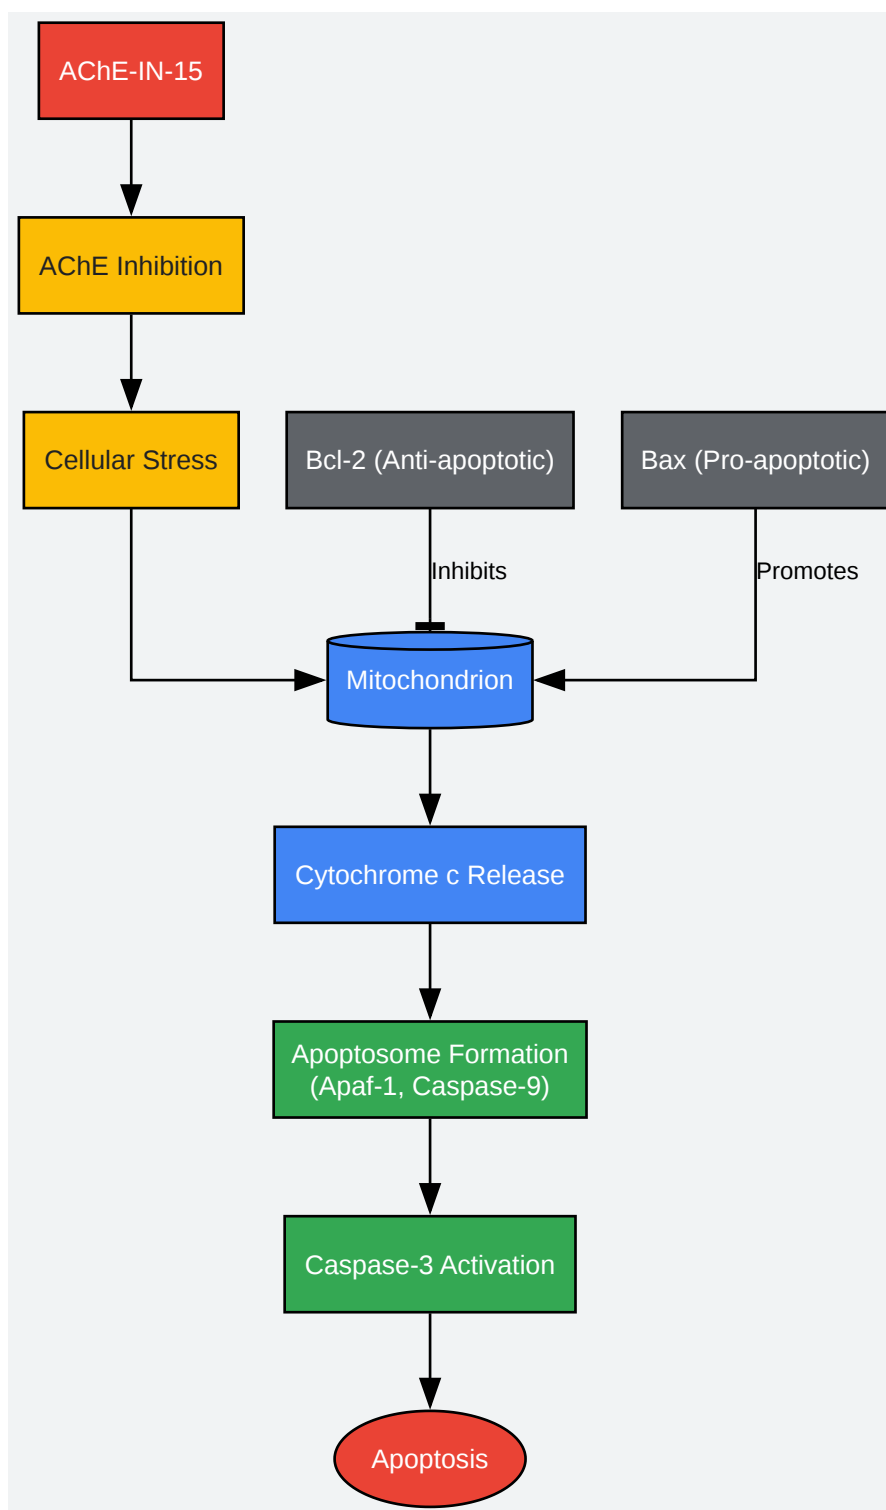 AChE-IN-15
AChE Inhibition
Cellular Stress
Bcl-2 (Anti-apoptotic)
Bax (Pro-apoptotic)
Inhibits
Promotes
Mitochondrion
Cytochrome c Release
Apoptosome Formation
(Apaf-1, Caspase-9)
Caspase-3 Activation
Apoptosis